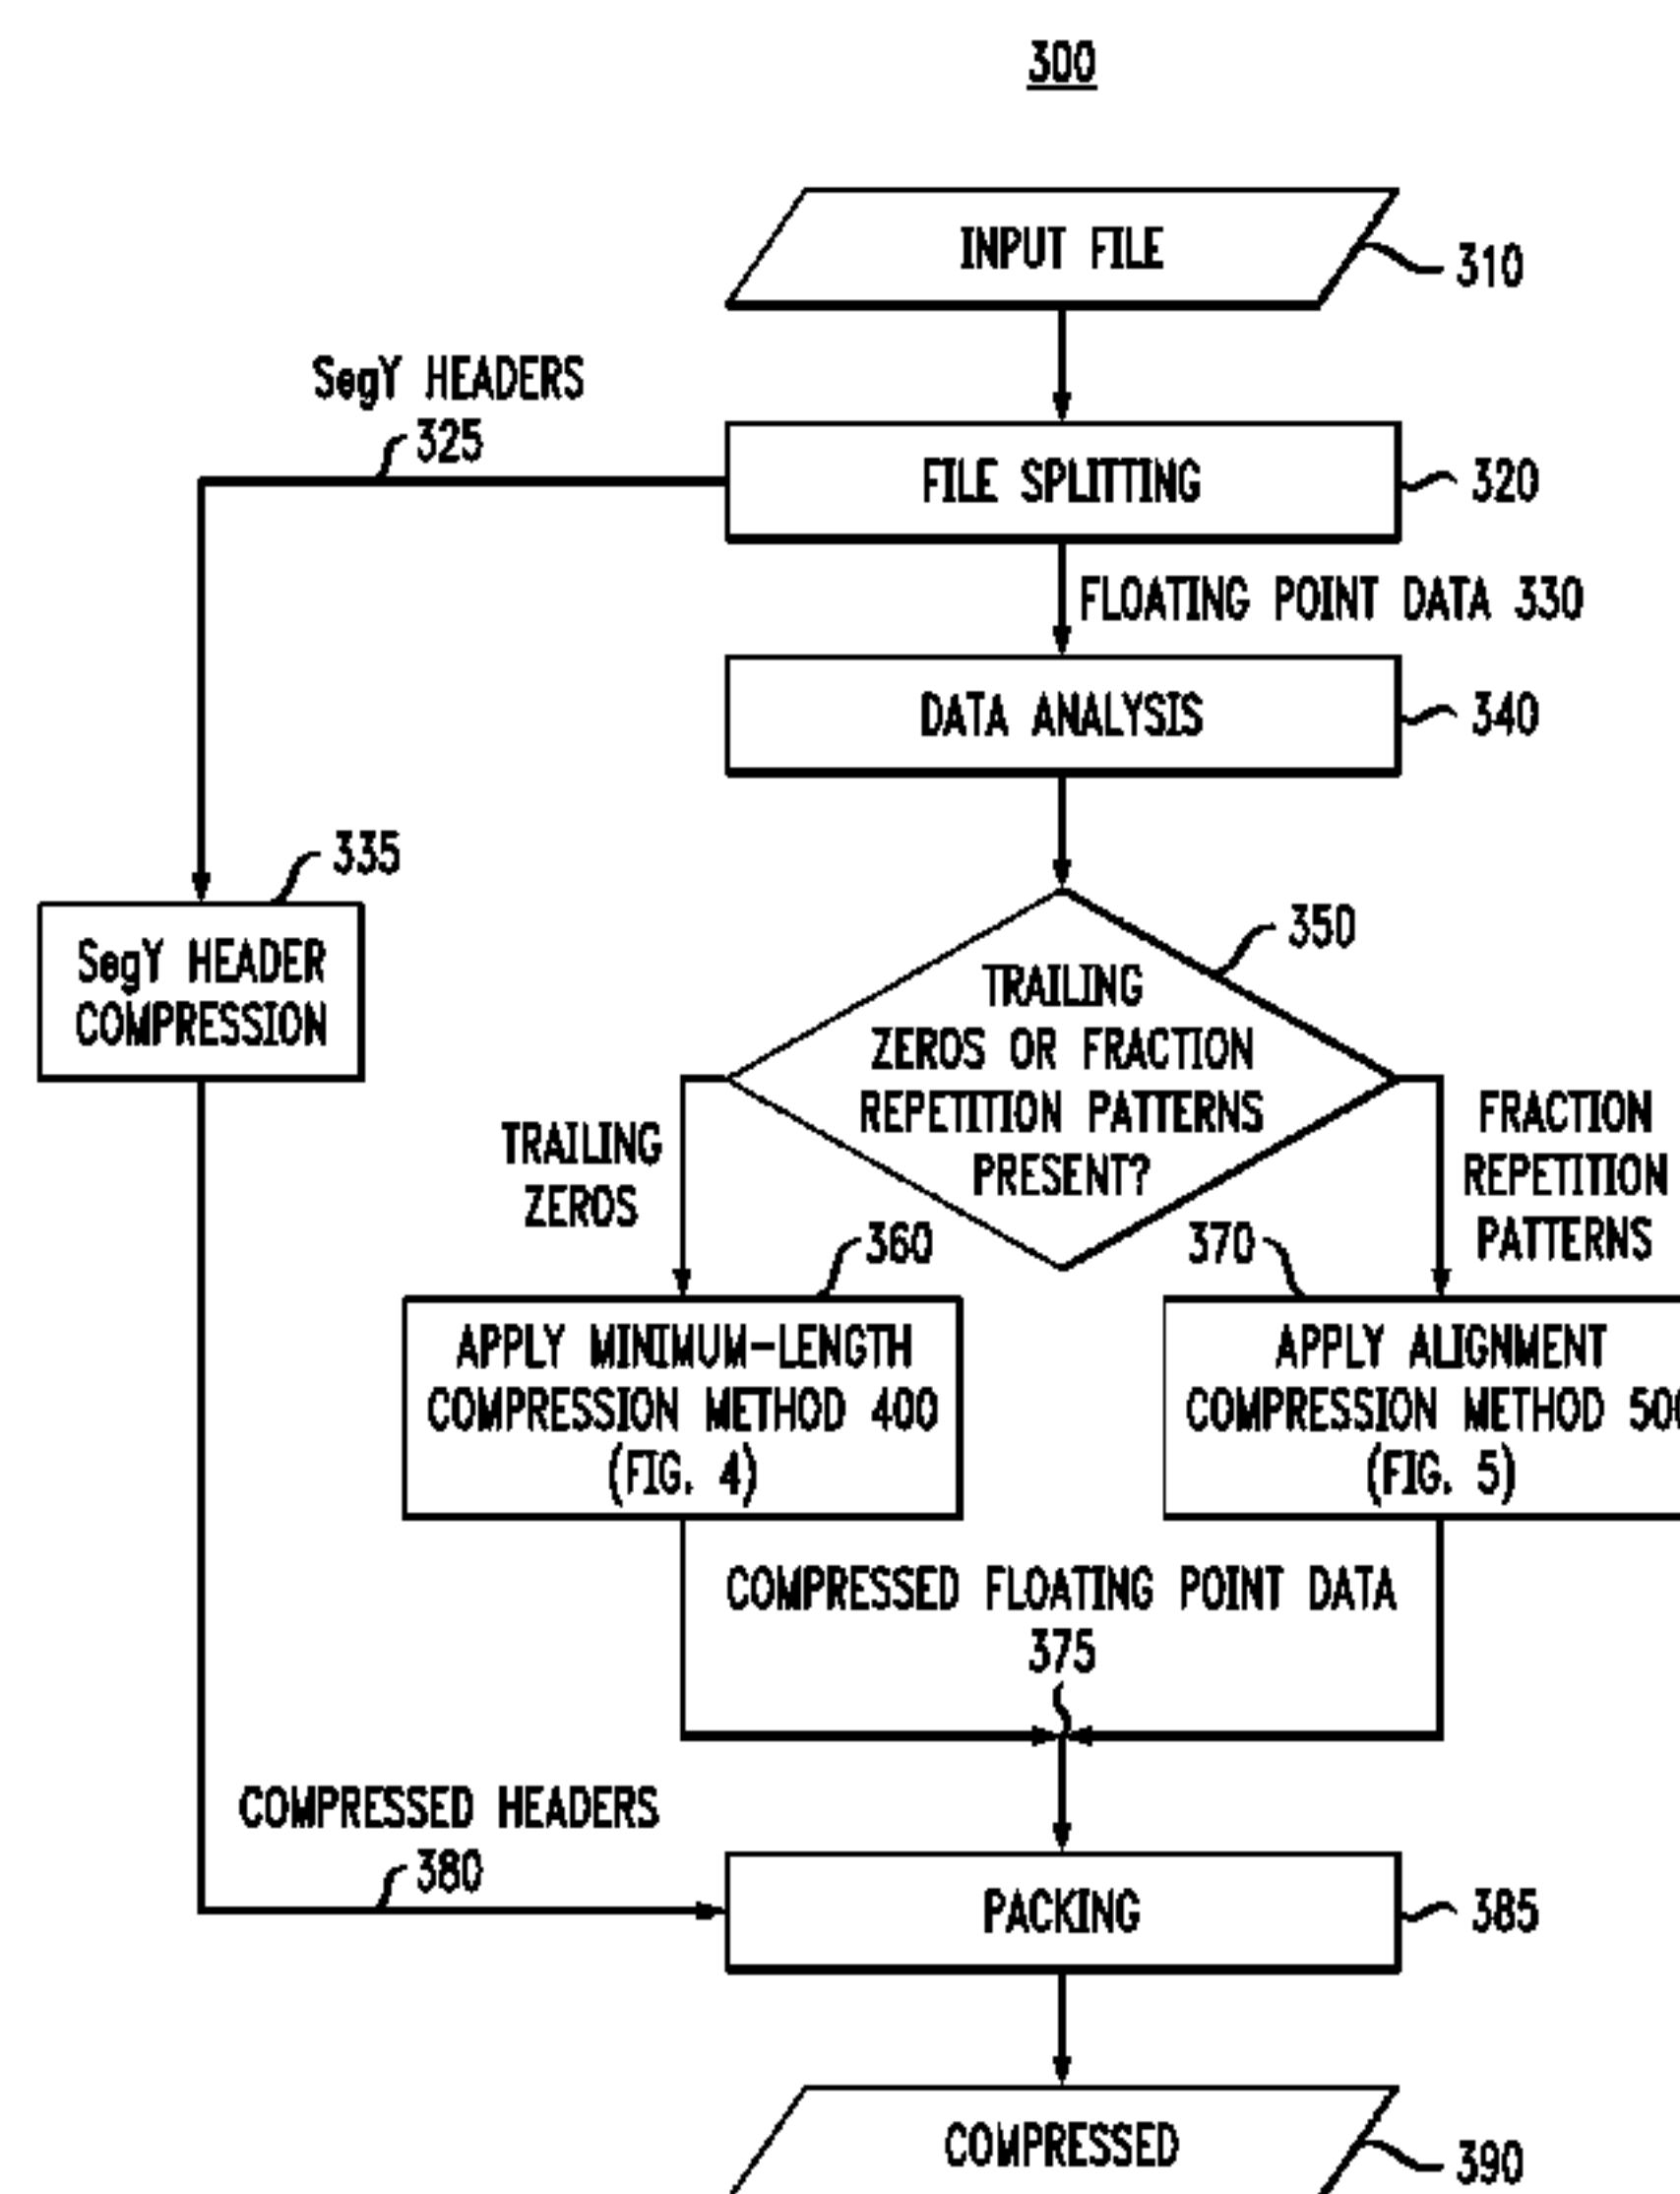 300
INPUT FILE
310
SegY HEADERS
325
FILE SPLITTING
320
FLOATING POINT DATA 330
DATA ANALYSIS
340
335
SegY HEADER
COMPRESSION
350
TRAILING
ZEROS OR FRACTION
REPETITION PATTERNS
PRESENT?
TRAILING
ZEROS
FRACTION
REPETITION
PATTERNS
360
370
APPLY MINIMUM-LENGTH
COMPRESSION METHOD 400
(FIG. 4)
APPLY ALIGNMENT
COMPRESSION METHOD
(FIG. 5)
COMPRESSED FLOATING POINT DATA
375
COMPRESSED HEADERS
380
PACKING
385
COMPRESSED
390